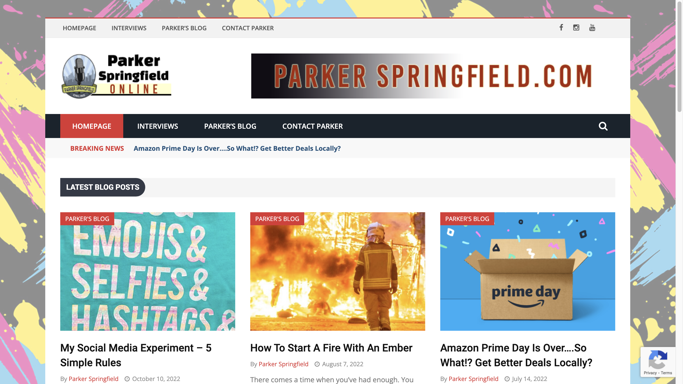 HOMEPAGE INTERVIEWS PARKER'S BLOG CONTACT PARKER
Parker
Springfield
ONLINE
PARKER SPRINGFIELD.COM
HOMEPAGE INTERVIEWS PARKER'S BLOG CONTACT PARKER
BREAKING NEWS Amazon Prime Day Is Over….So What!? Get Better Deals Locally?
LATEST BLOG POSTS
PARKER'S BLOG
EMOJIS &
SELFIES &
HASHTAGS &
My Social Media Experiment – 5
Simple Rules
By Parker Springfield October 10, 2022
PARKER'S BLOG
How To Start A Fire With An Ember
By Parker Springfield August 7, 2022
There comes a time when you've had enough. You
PARKER'S BLOG
prime day
Amazon Prime Day Is Over….So
What!? Get Better Deals Locally?
By Parker Springfield July 14, 2022
Privacy - Terms